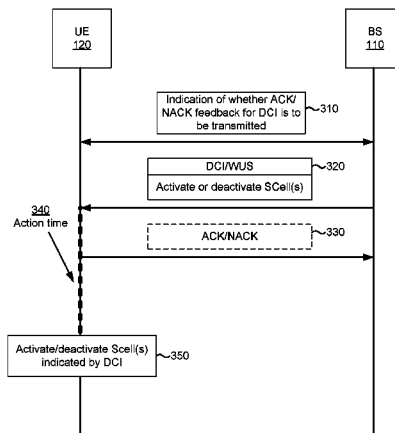 UE
120
BS
110
Indication of whether ACK/
NACK feedback for DCI is to
be transmitted
310
DCI/WUS
320
Activate or deactivate SCell(s)
340
Action time
ACK/NACK
330
Activate/deactivate Scell(s)
indicated by DCI
350